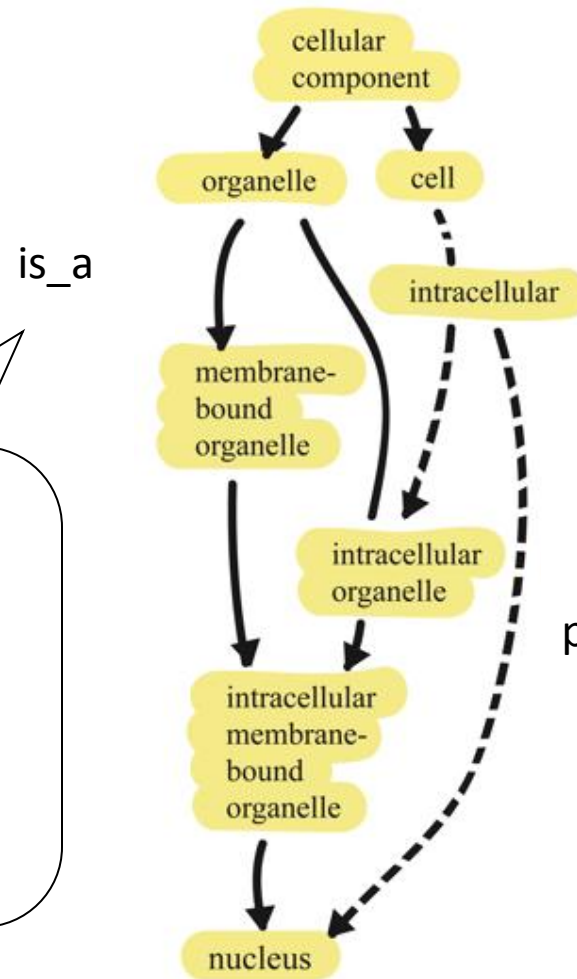 cellular
component
organelle
cell
is_a
intracellular
membrane-
bound
organelle
intracellular
organelle
p
intracellular
membrane-
bound
organelle
nucleus